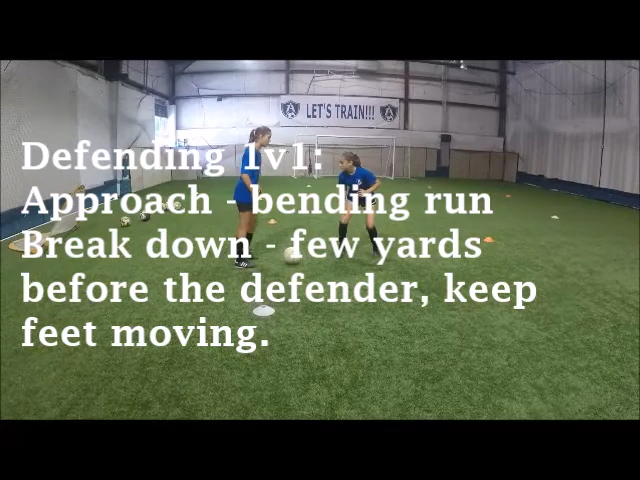 LET'S TRAIN!!!
Defending 1v1:
Approach - bending run
Break down - few yards
before the defender, keep
feet moving.